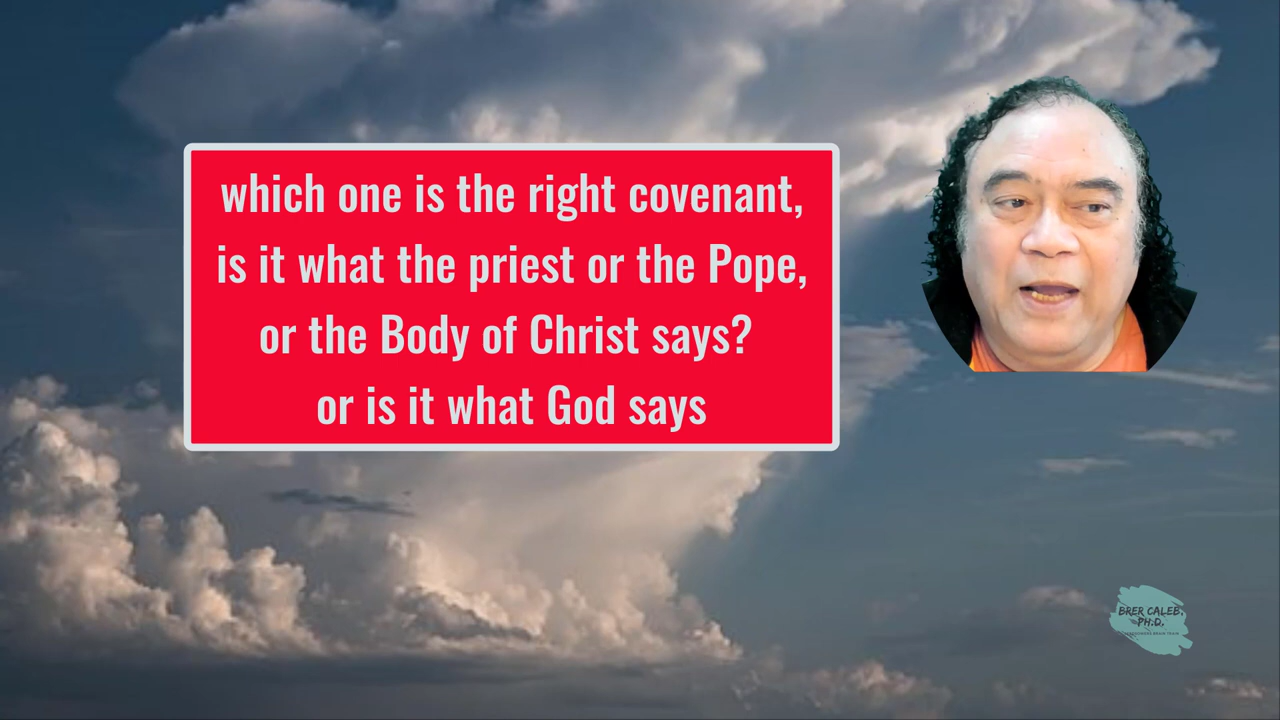 which one is the right covenant,
is it what the priest or the Pope,
or the Body of Christ says?
or is it what God says
BRER CALEB,
PH.D.